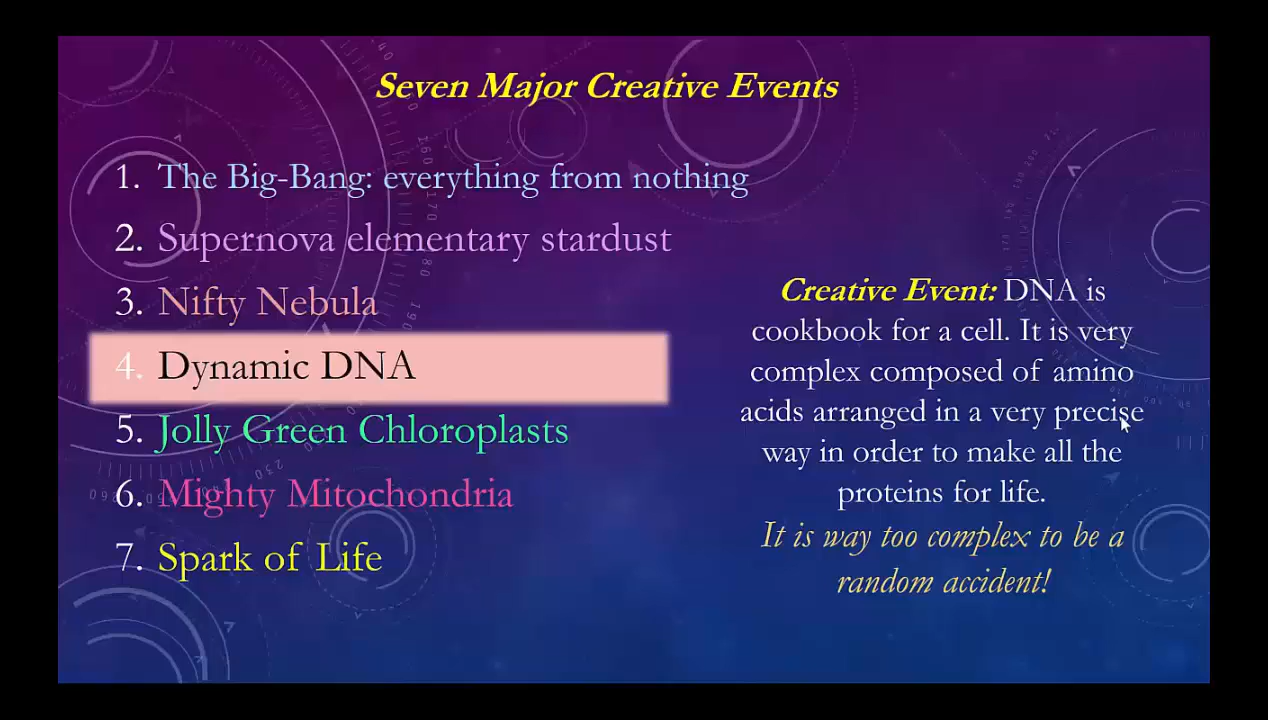 Seven Major Creative Events
1. The Big-Bang: everything from nothing
2. Supernova elementary stardust
3. Nifty Nebula
4. Dynamic DNA
5. Jolly Green Chloroplasts
6. Mighty Mitochondria
7. Spark of Life
Creative Event: DNA is
cookbook for a cell. It is very
complex composed of amino
acids arranged in a very precise
way in order to make all the
proteins for life.
It is way too complex to be a
random accident!